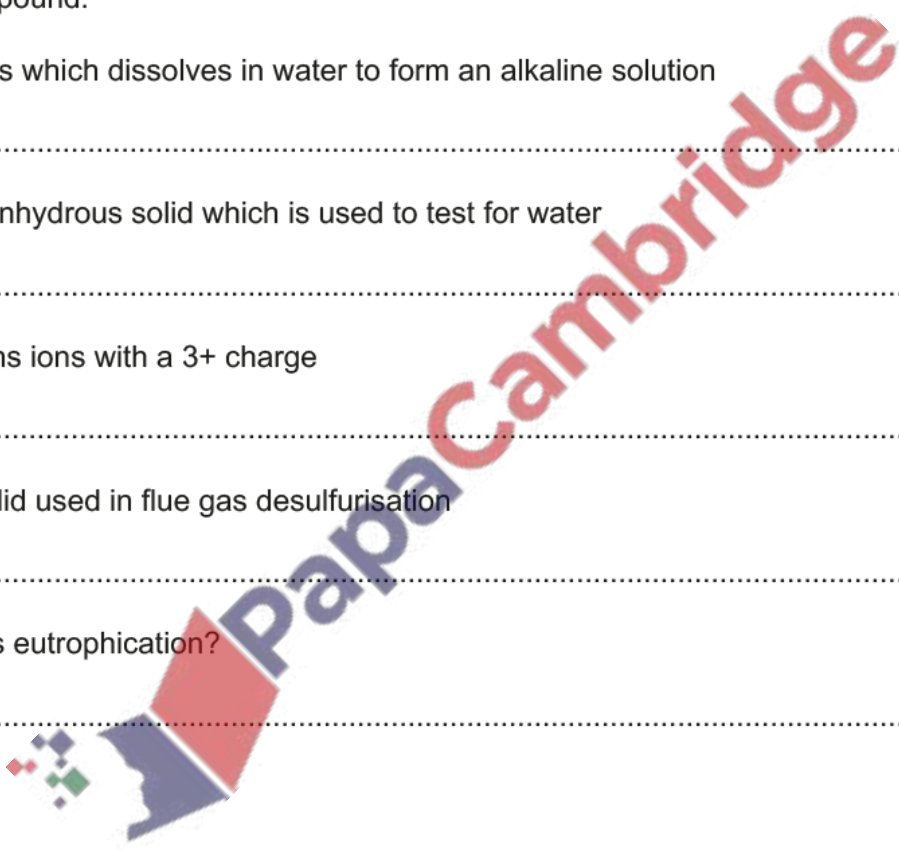 pound.
s which dissolves in water to form an alkaline solution
nhydrous solid which is used to test for water
ns ions with a 3+ charge
lid used in flue gas desulfurisation
s eutrophication?
PapaCambridge